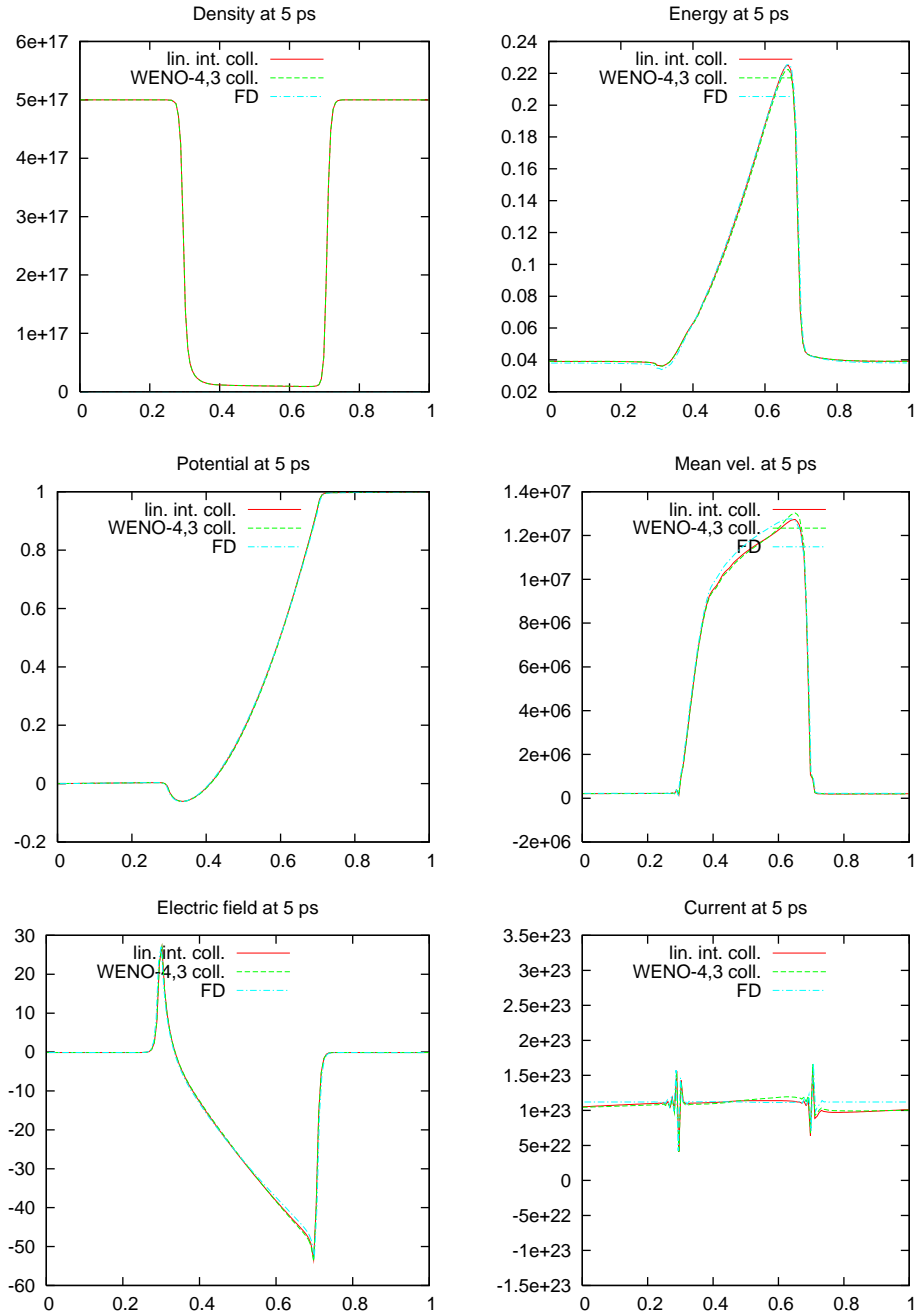 Density at 5 ps
6e+17
5e+17
4e+17
3e+17
2e+17
1e+17
0
0 0.2 0.4 0.6 0.8 1
lin. int. coll.
WENO-4,3 coll.
FD
Energy at 5 ps
0.24
0.22
0.2
0.18
0.16
0.14
0.12
0.1
0.08
0.06
0.04
0.02
0 0.2 0.4 0.6 0.8 1
lin. int. coll.
WENO-4,3 coll.
FD
Potential at 5 ps
1
0.8
0.6
0.4
0.2
0
-0.2
0 0.2 0.4 0.6 0.8 1
lin. int. coll.
WENO-4,3 coll.
FD
Mean vel. at 5 ps
1.4e+07
1.2e+07
1e+07
8e+06
6e+06
4e+06
2e+06
0
-2e+06
0 0.2 0.4 0.6 0.8 1
lin. int. coll.
WENO-4,3 coll.
FD
Electric field at 5 ps
30
20
10
0
-10
-20
-30
-40
-50
-60
0 0.2 0.4 0.6 0.8 1
lin. int. coll.
WENO-4,3 coll.
FD
Current at 5 ps
3.5e+23
3e+23
2.5e+23
2e+23
1.5e+23
1e+23
5e+22
0
-5e+22
-1e+23
-1.5e+23
0 0.2 0.4 0.6 0.8 1
lin. int. coll.
WENO-4,3 coll.
FD